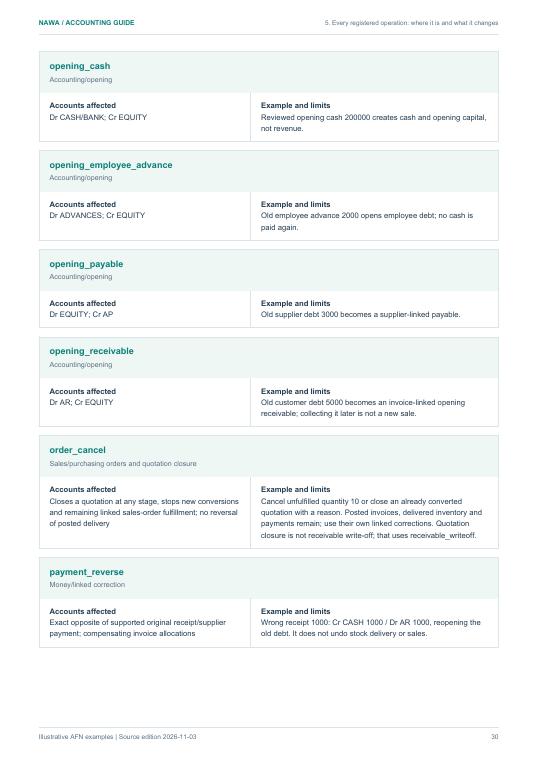 NAWA / ACCOUNTING GUIDE
5. Every registered operation: where it is and what it changes
opening_cash
Accounting/opening
Accounts affected
Dr CASH/BANK; Cr EQUITY
Example and limits
Reviewed opening cash 200000 creates cash and opening capital,
not revenue.
opening_employee_advance
Accounting/opening
Accounts affected
Dr ADVANCES; Cr EQUITY
Example and limits
Old employee advance 2000 opens employee debt; no cash is
paid again.
opening_payable
Accounting/opening
Accounts affected
Dr EQUITY; Cr AP
Example and limits
Old supplier debt 3000 becomes a supplier-linked payable.
opening_receivable
Accounting/opening
Accounts affected
Dr AR; Cr EQUITY
Example and limits
Old customer debt 5000 becomes an invoice-linked opening
receivable; collecting it later is not a new sale.
order_cancel
Sales/purchasing orders and quotation closure
Accounts affected
Closes a quotation at any stage, stops new conversions
and remaining linked sales-order fulfillment; no reversal
of posted delivery
Example and limits
Cancel unfulfilled quantity 10 or close an already converted
quotation with a reason. Posted invoices, delivered inventory and
payments remain; use their own linked corrections. Quotation
closure is not receivable write-off; that uses receivable_writeoff.
payment_reverse
Money/linked correction
Accounts affected
Exact opposite of supported original receipt/supplier
payment; compensating invoice allocations
Example and limits
Wrong receipt 1000: Cr CASH 1000 / Dr AR 1000, reopening the
old debt. It does not undo stock delivery or sales.
Illustrative AFN examples | Source edition 2026-11-03
30